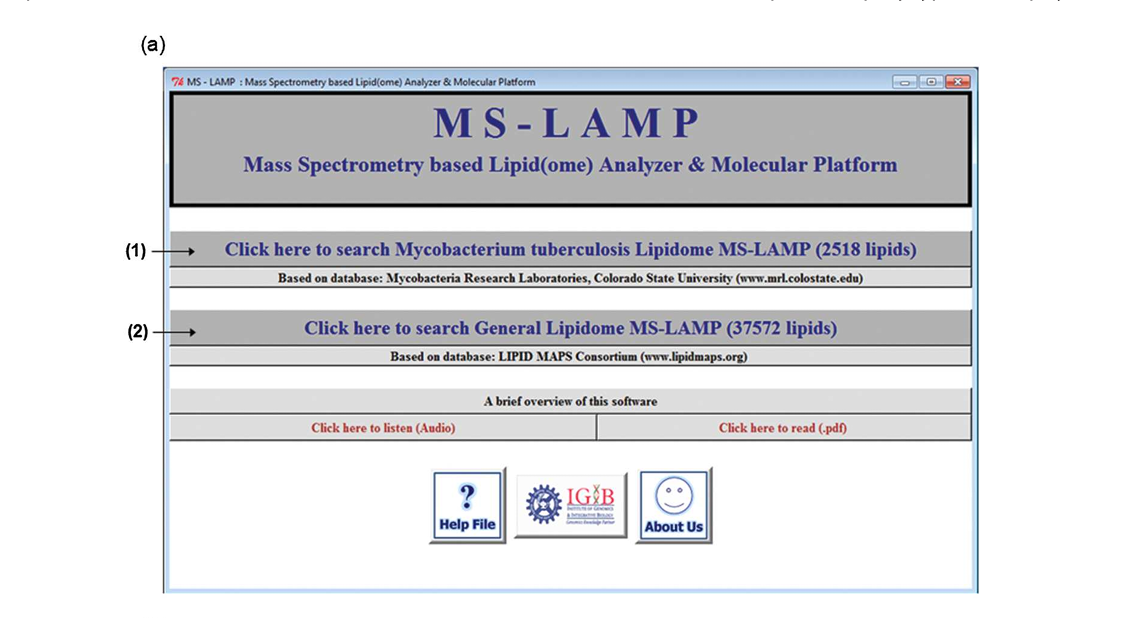 (a)
MS - LAMP : Mass Spectrometry based Lipid(ome) Analyzer & Molecular Platform
MS-LAMP
Mass Spectrometry based Lipid(ome) Analyzer & Molecular Platform
(1)
Click here to search Mycobacterium tuberculosis Lipidome MS-LAMP (2518 lipids)
Based on database: Mycobacteria Research Laboratories, Colorado State University (www.mrl.colostate.edu)
(2)
Click here to search General Lipidome MS-LAMP (37572 lipids)
Based on database: LIPID MAPS Consortium (www.lipidmaps.org)
A brief overview of this software
Click here to listen (Audio)
Click here to read (.pdf)
?
Help File
IGIB
INSTITUTE OF GENOMICS
& INTEGRATIVE BIOLOGY
Genomics Knowledge Partner
About Us